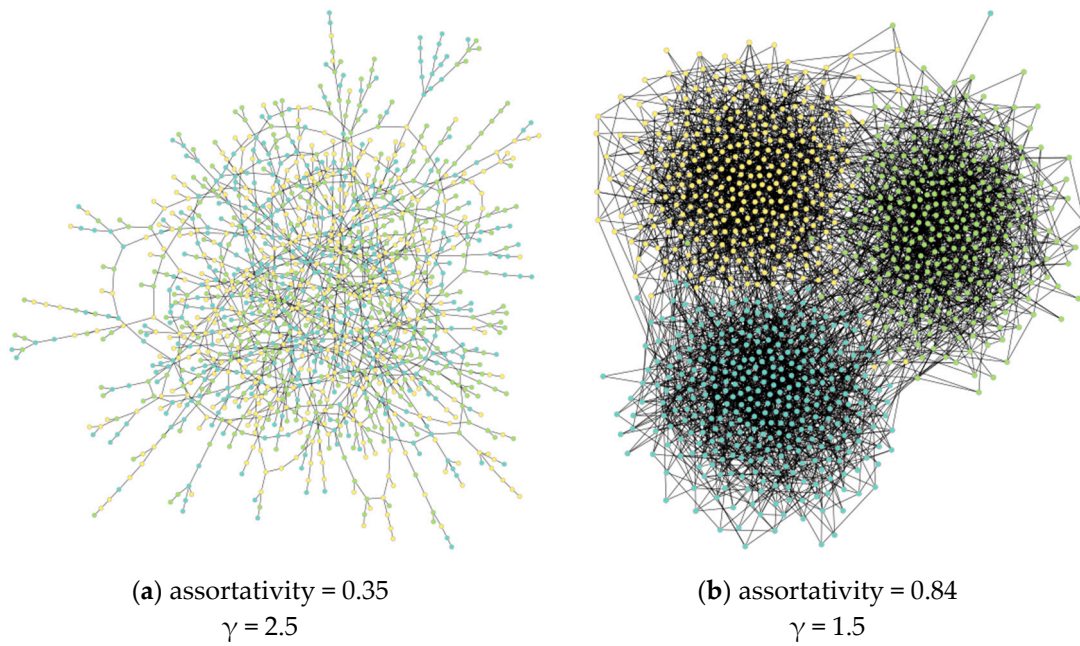 (a) assortativity = 0.35
γ = 2.5
(b) assortativity = 0.84
γ = 1.5